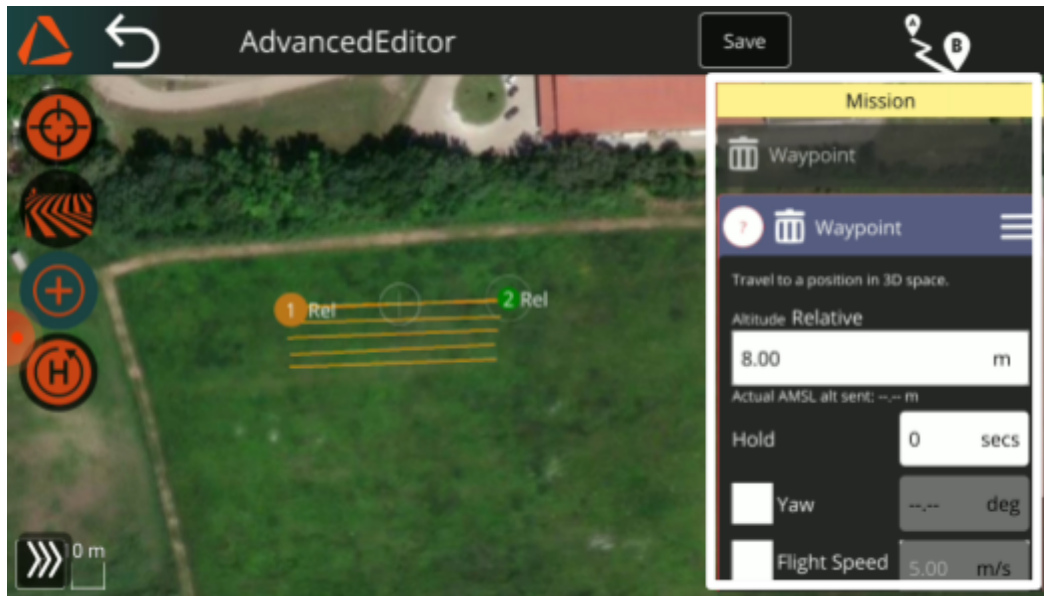 AdvancedEditor
Save
A
B
Mission
Waypoint
? Waypoint
Travel to a position in 3D space.
Altitude Relative
8.00 m
Actual AMSL alt sent: --.-- m
Hold 0 secs
Yaw --.-- deg
Flight Speed 5.00 m/s
1 Rel
2 Rel
H
0 m